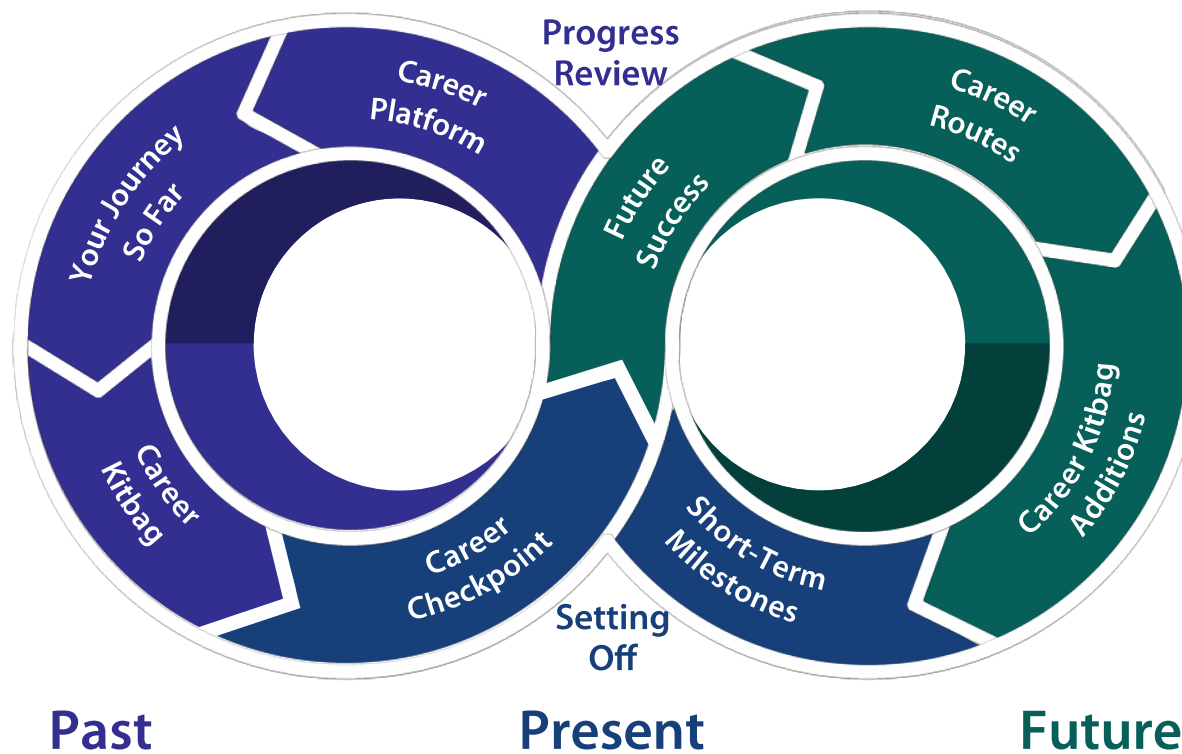 Progress
Review
Career
Platform
Your Journey
So Far
Career
Kitbag
Career
Checkpoint
Future
Success
Career
Routes
Career Kitbag
Additions
Short-Term
Milestones
Setting
Off
Past
Present
Future